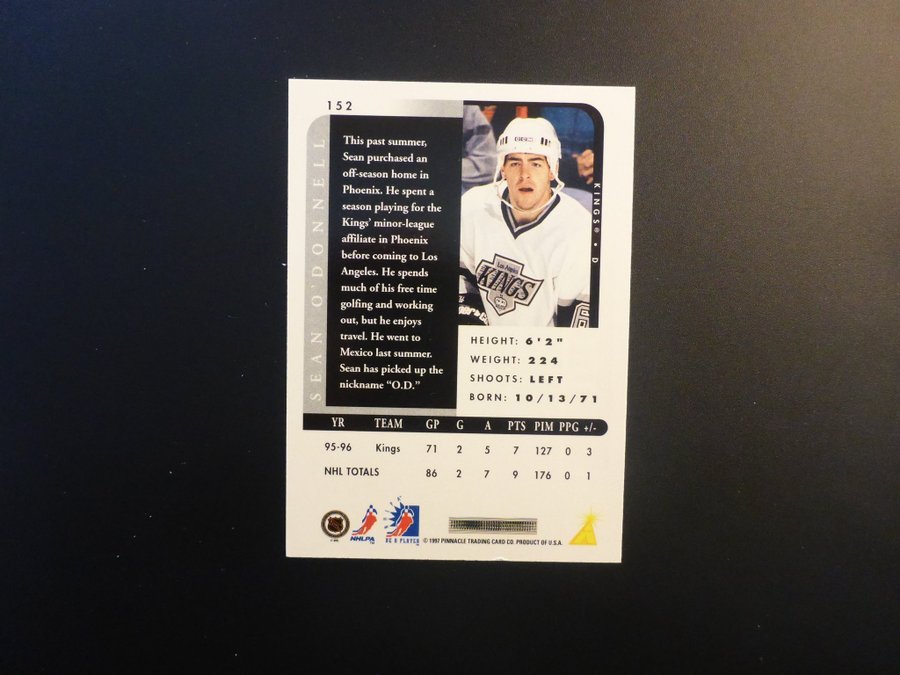 152
SEAN O'DONNELL
This past summer,
Sean purchased an
off-season home in
Phoenix. He spent a
season playing for the
Kings' minor-league
affiliate in Phoenix
before coming to Los
Angeles. He spends
much of his free time
golfing and working
out, but he enjoys
travel. He went to
Mexico last summer.
Sean has picked up the
nickname “O.D.”
Los Angeles
KINGS
KINGS® • D
HEIGHT: 6'2"
WEIGHT: 224
SHOOTS: LEFT
BORN: 10/13/71
YR TEAM GP G A PTS PIM PPG +/-
95-96 Kings 71 2 5 7 127 0 3
NHL TOTALS 86 2 7 9 176 0 1
NHLPA
BE A PLAYER
© 1997 PINNACLE TRADING CARD CO. PRODUCT OF U.S.A.